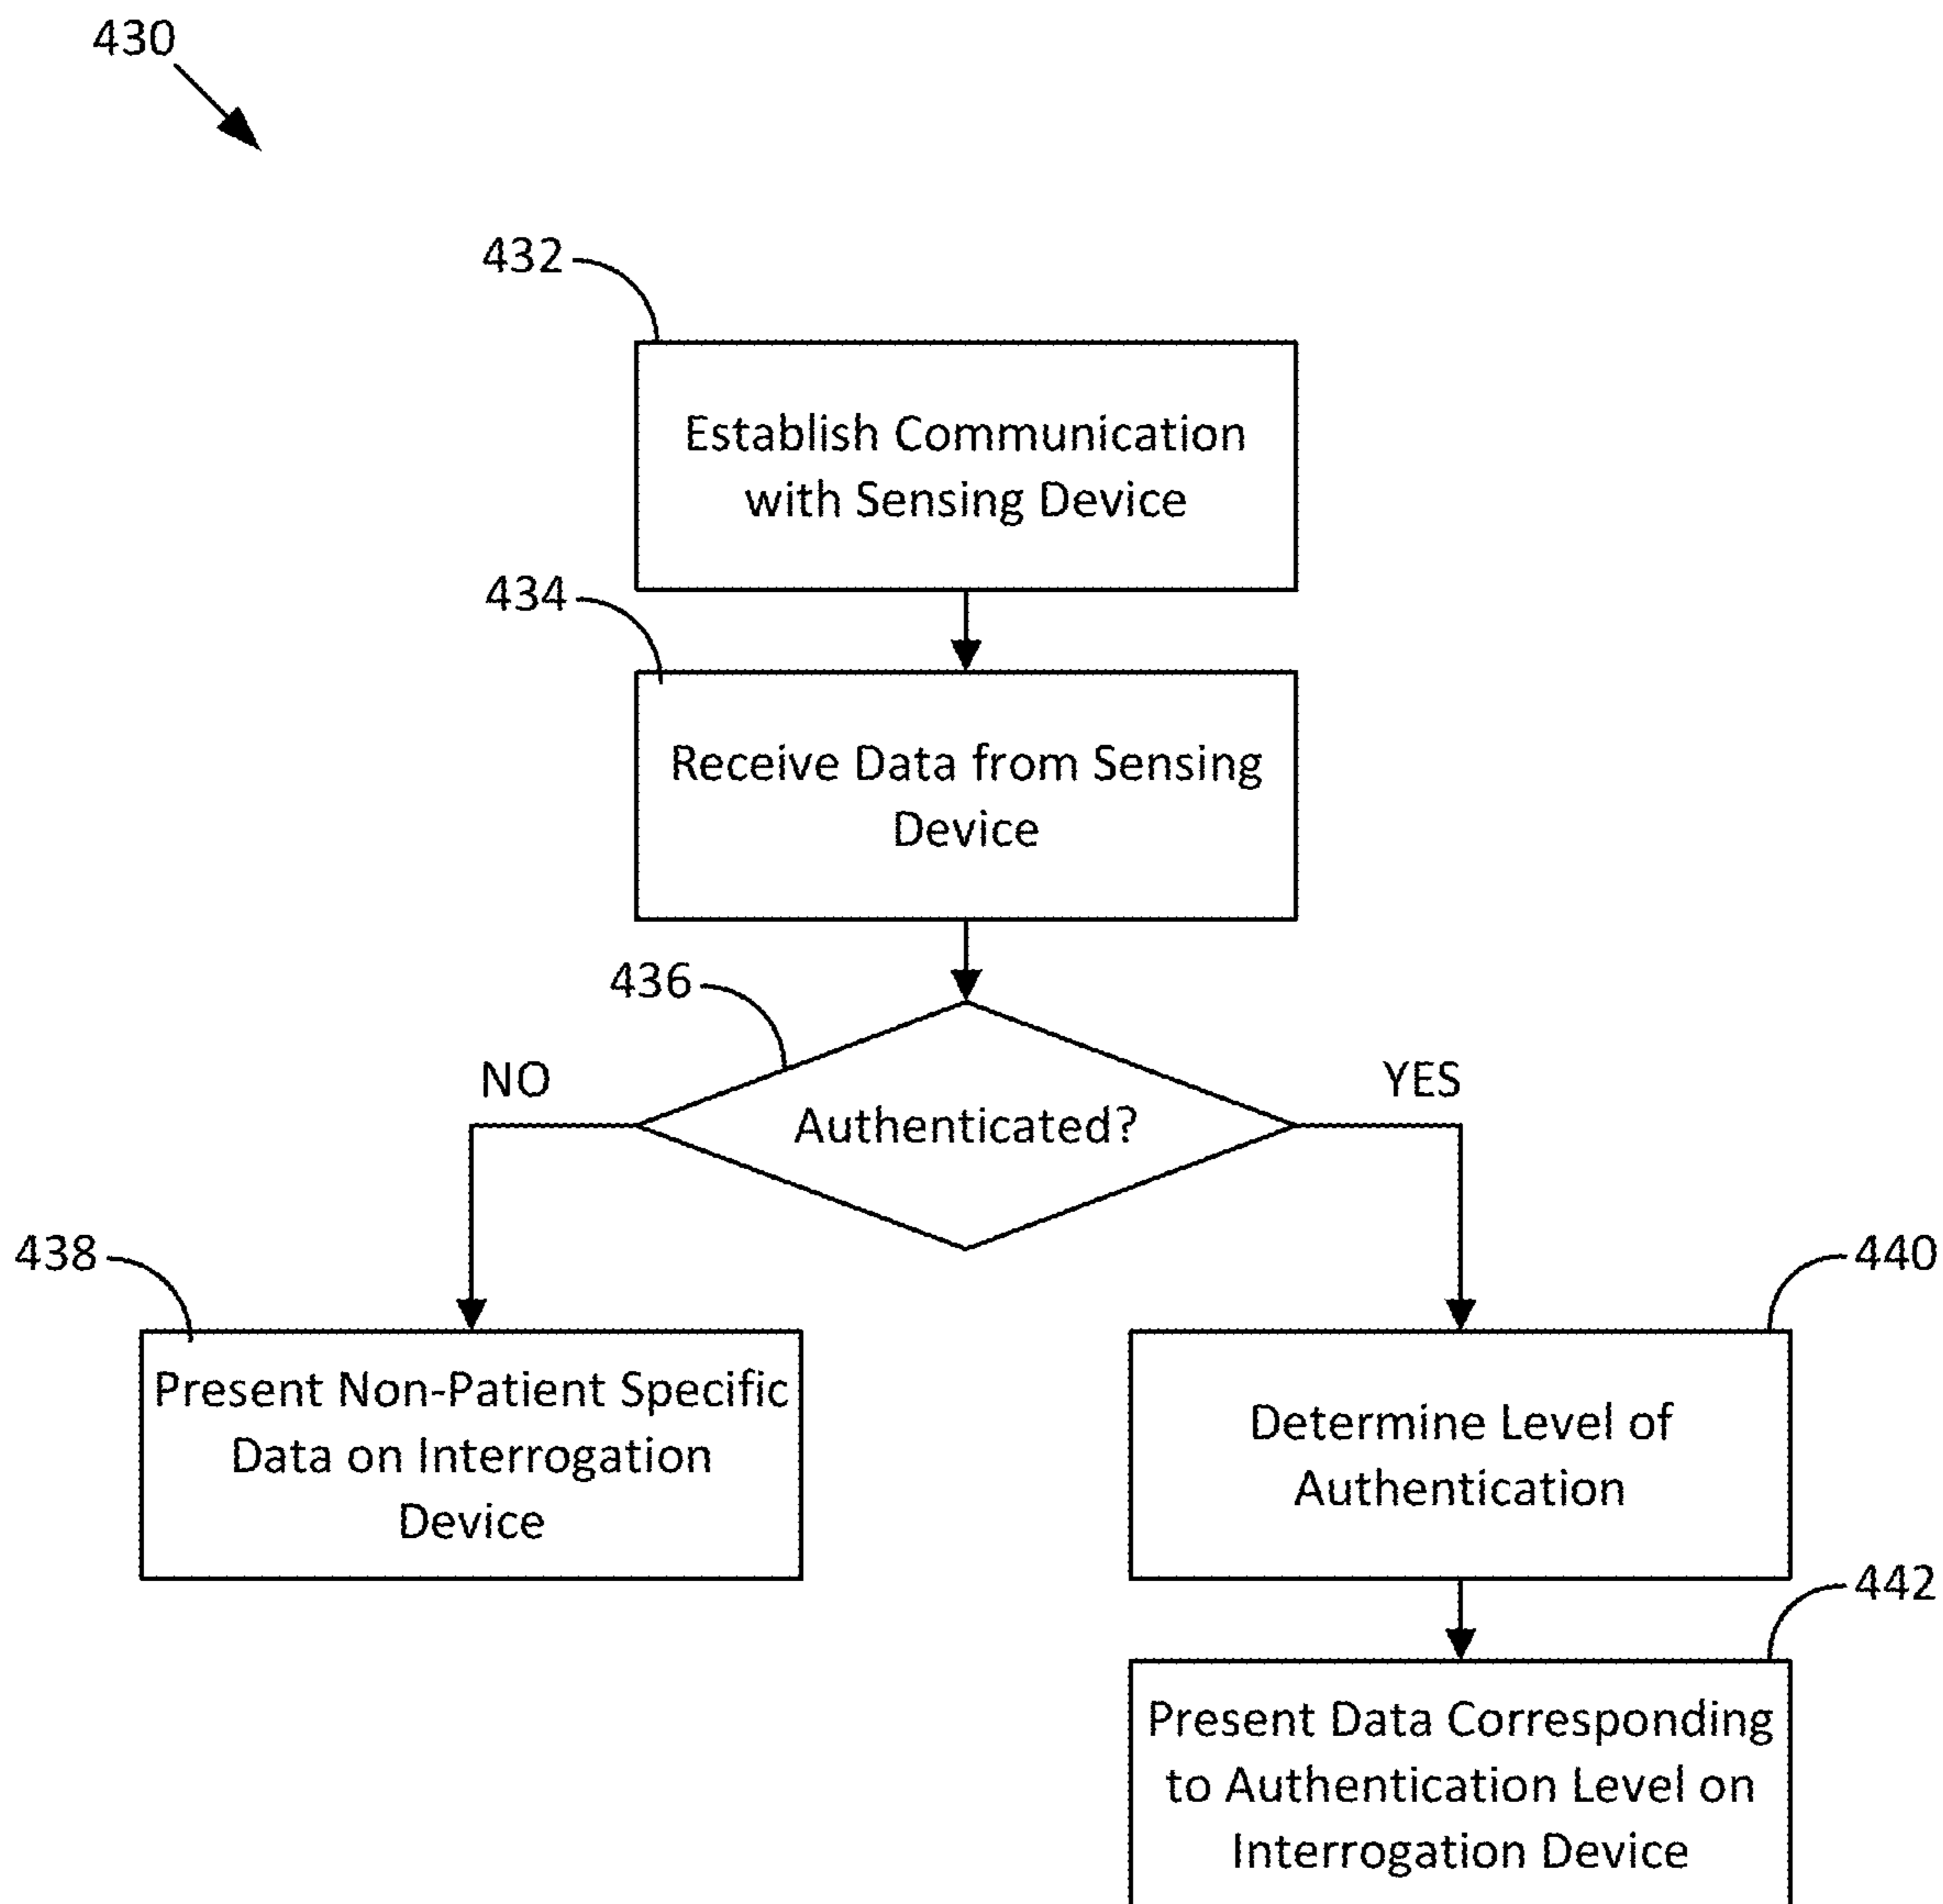 430
432
Establish Communication
with Sensing Device
434
Receive Data from Sensing
Device
436
Authenticated?
NO
YES
438
Present Non-Patient Specific
Data on Interrogation
Device
440
Determine Level of
Authentication
442
Present Data Corresponding
to Authentication Level on
Interrogation Device